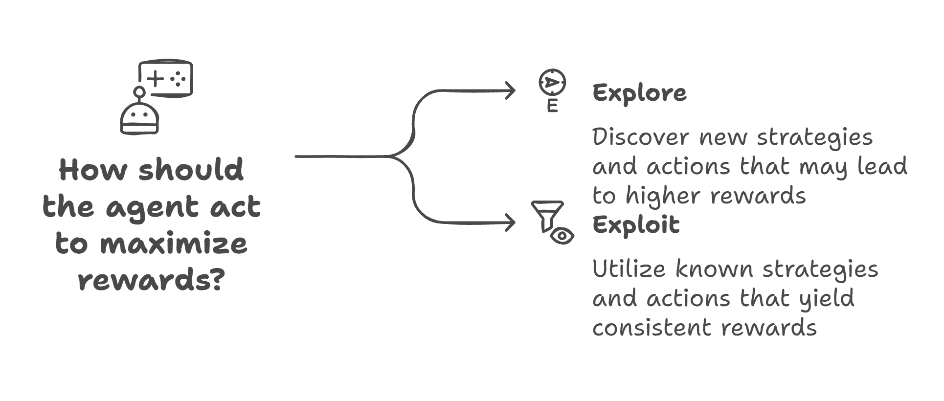 How should
the agent act
to maximize
rewards?
E
Explore
Discover new strategies
and actions that may lead
to higher rewards
Exploit
Utilize known strategies
and actions that yield
consistent rewards